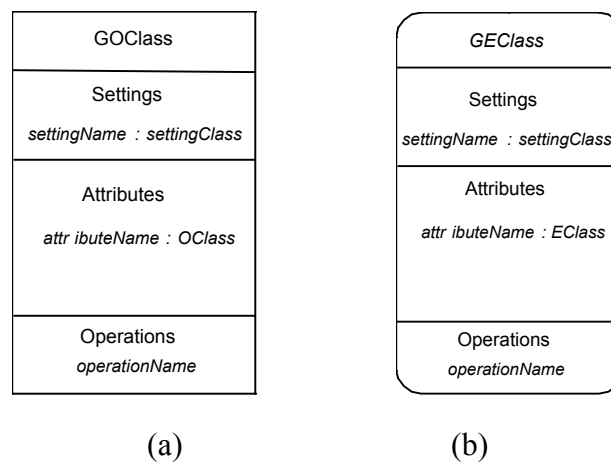 GOClass
Settings
settingName : settingClass
Attributes
attr ibuteName : OClass
Operations
operationName
(a)
GEClass
Settings
settingName : settingClass
Attributes
attr ibuteName : EClass
Operations
operationName
(b)